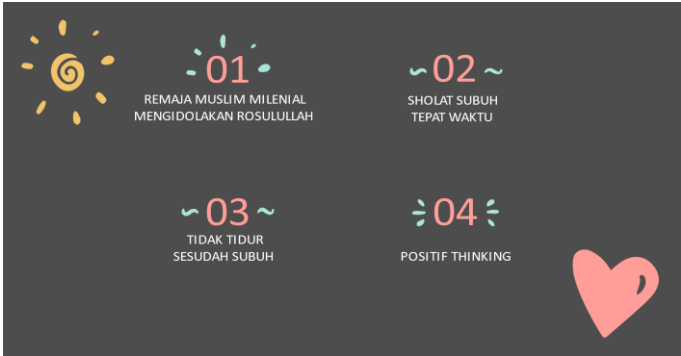 01
REMAJA MUSLIM MILENIAL
MENGIDOLAKAN ROSULULLAH
02
SHOLAT SUBUH
TEPAT WAKTU
03
TIDAK TIDUR
SESUDAH SUBUH
04
POSITIF THINKING